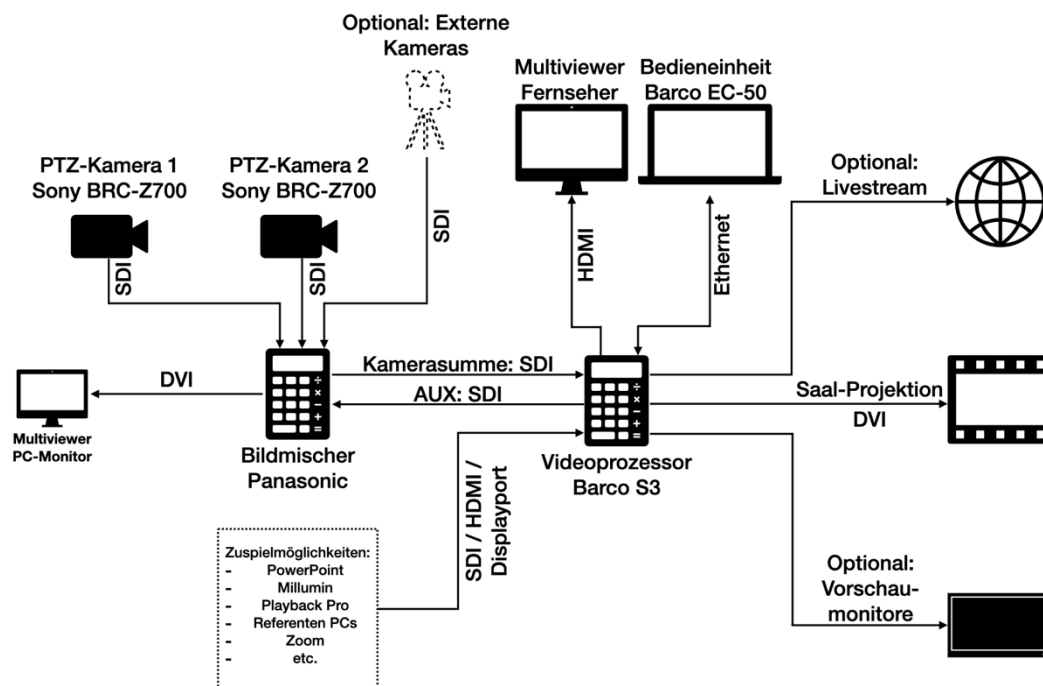 Optional: Externe
Kameras
Multiviewer
Fernseher
Bedieneinheit
Barco EC-50
PTZ-Kamera 1
Sony BRC-Z700
PTZ-Kamera 2
Sony BRC-Z700
Optional:
Livestream
SDI
SDI
SDI
HDMI
Ethernet
DVI
Kamerasumme: SDI
AUX: SDI
Saal-Projektion
DVI
Multiviewer
PC-Monitor
Bildmischer
Panasonic
Videoprozessor
Barco S3
SDI / HDMI /
Displayport
Zuspielmöglichkeiten:
- PowerPoint
- Millumin
- Playback Pro
- Referenten PCs
- Zoom
- etc.
Optional:
Vorschau-
monitore